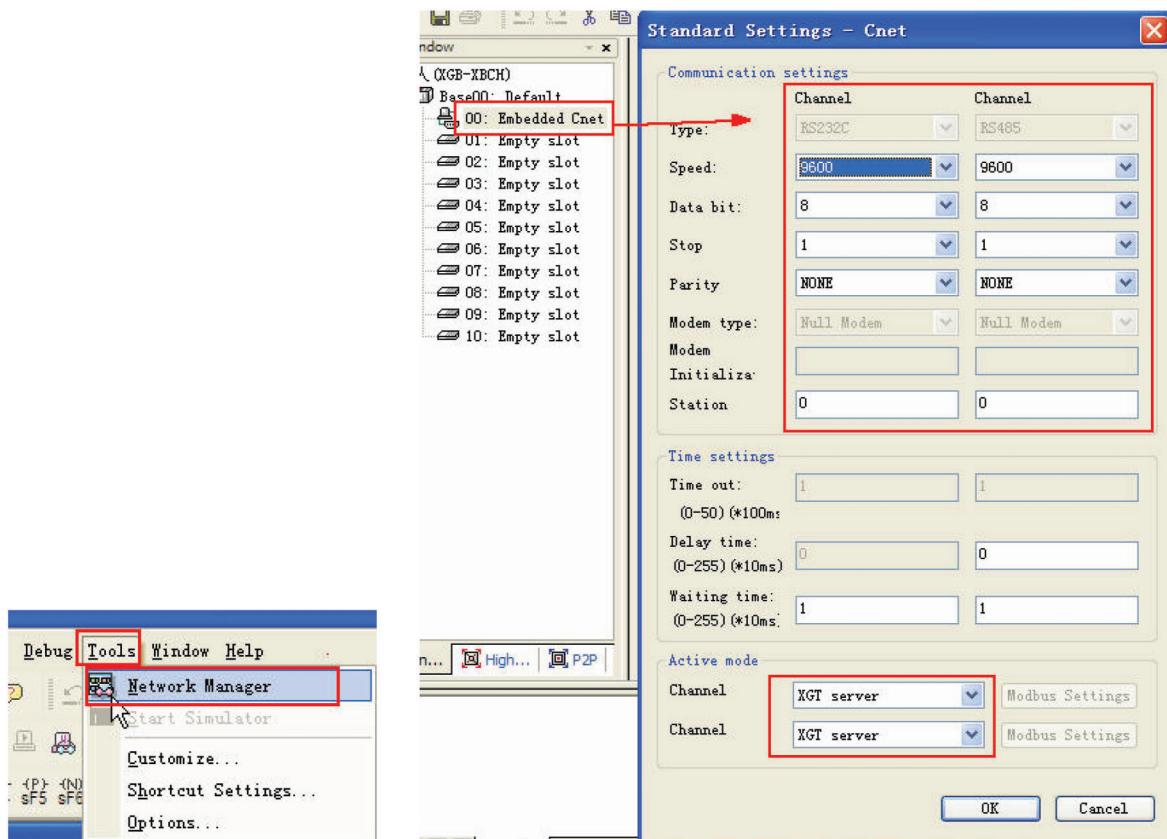 ndow
(XGB-XBCH)
Base00: Default
00: Embedded Cnet
01: Empty slot
02: Empty slot
03: Empty slot
04: Empty slot
05: Empty slot
06: Empty slot
07: Empty slot
08: Empty slot
09: Empty slot
10: Empty slot
n...
High...
P2P
Standard Settings - Cnet
Communication settings
Channel Channel
Type: RS232C RS485
Speed: 9600 9600
Data bit: 8 8
Stop 1 1
Parity NONE NONE
Modem type: Null Modem Null Modem
Modem
Initializa
Station 0 0
Time settings
Time out: 1 1
(0-50)(*100ms
Delay time: 0 0
(0-255)(*10ms)
Waiting time: 1 1
(0-255)(*10ms
Active mode
Channel XGT server Modbus Settings
Channel XGT server Modbus Settings
OK Cancel
Debug Tools Window Help
Network Manager
Start Simulator
Customize...
Shortcut Settings...
Options...
{P} {N}
sF5 sF6